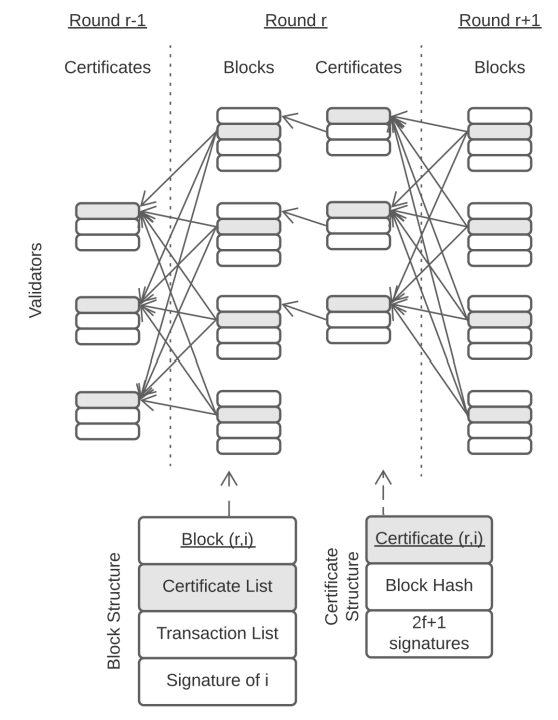 Round r-1
Round r
Round r+1
Certificates
Blocks
Certificates
Blocks
Validators
Block Structure
Block (r,i)
Certificate List
Transaction List
Signature of i
Certificate
Structure
Certificate (r,i)
Block Hash
2f+1
signatures